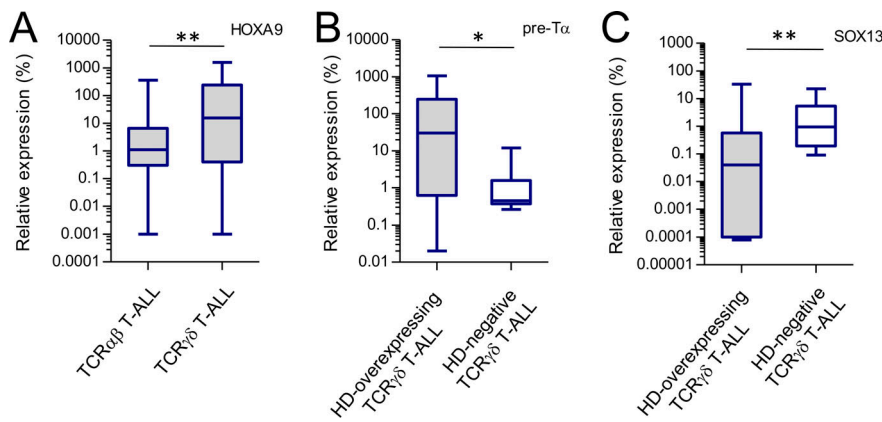 A
HOXA9
**
Relative expression (%)
10000
1000
100
10
1
0.1
0.01
0.001
0.0001
TCRαβ T-ALL
TCRγδ T-ALL
B
pre-Tα
*
Relative expression (%)
10000
1000
100
10
1
0.1
0.01
HD-overexpressing
TCRγδ T-ALL
HD-negative
TCRγδ T-ALL
C
SOX13
**
Relative expression (%)
1000
100
10
1
0.1
0.01
0.001
0.0001
0.00001
HD-overexpressing
TCRγδ T-ALL
HD-negative
TCRγδ T-ALL